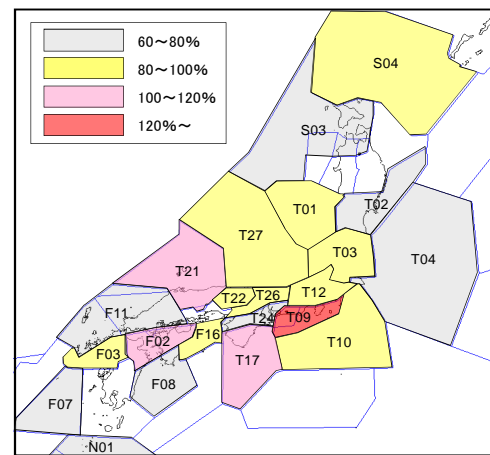 60～80%
80～100%
100～120%
120%～
S04
S03
T02
T01
T27
T03
T04
T21
T22
T26
T12
F11
T24
T09
F02
F16
T10
F03
T17
F08
F07
N01